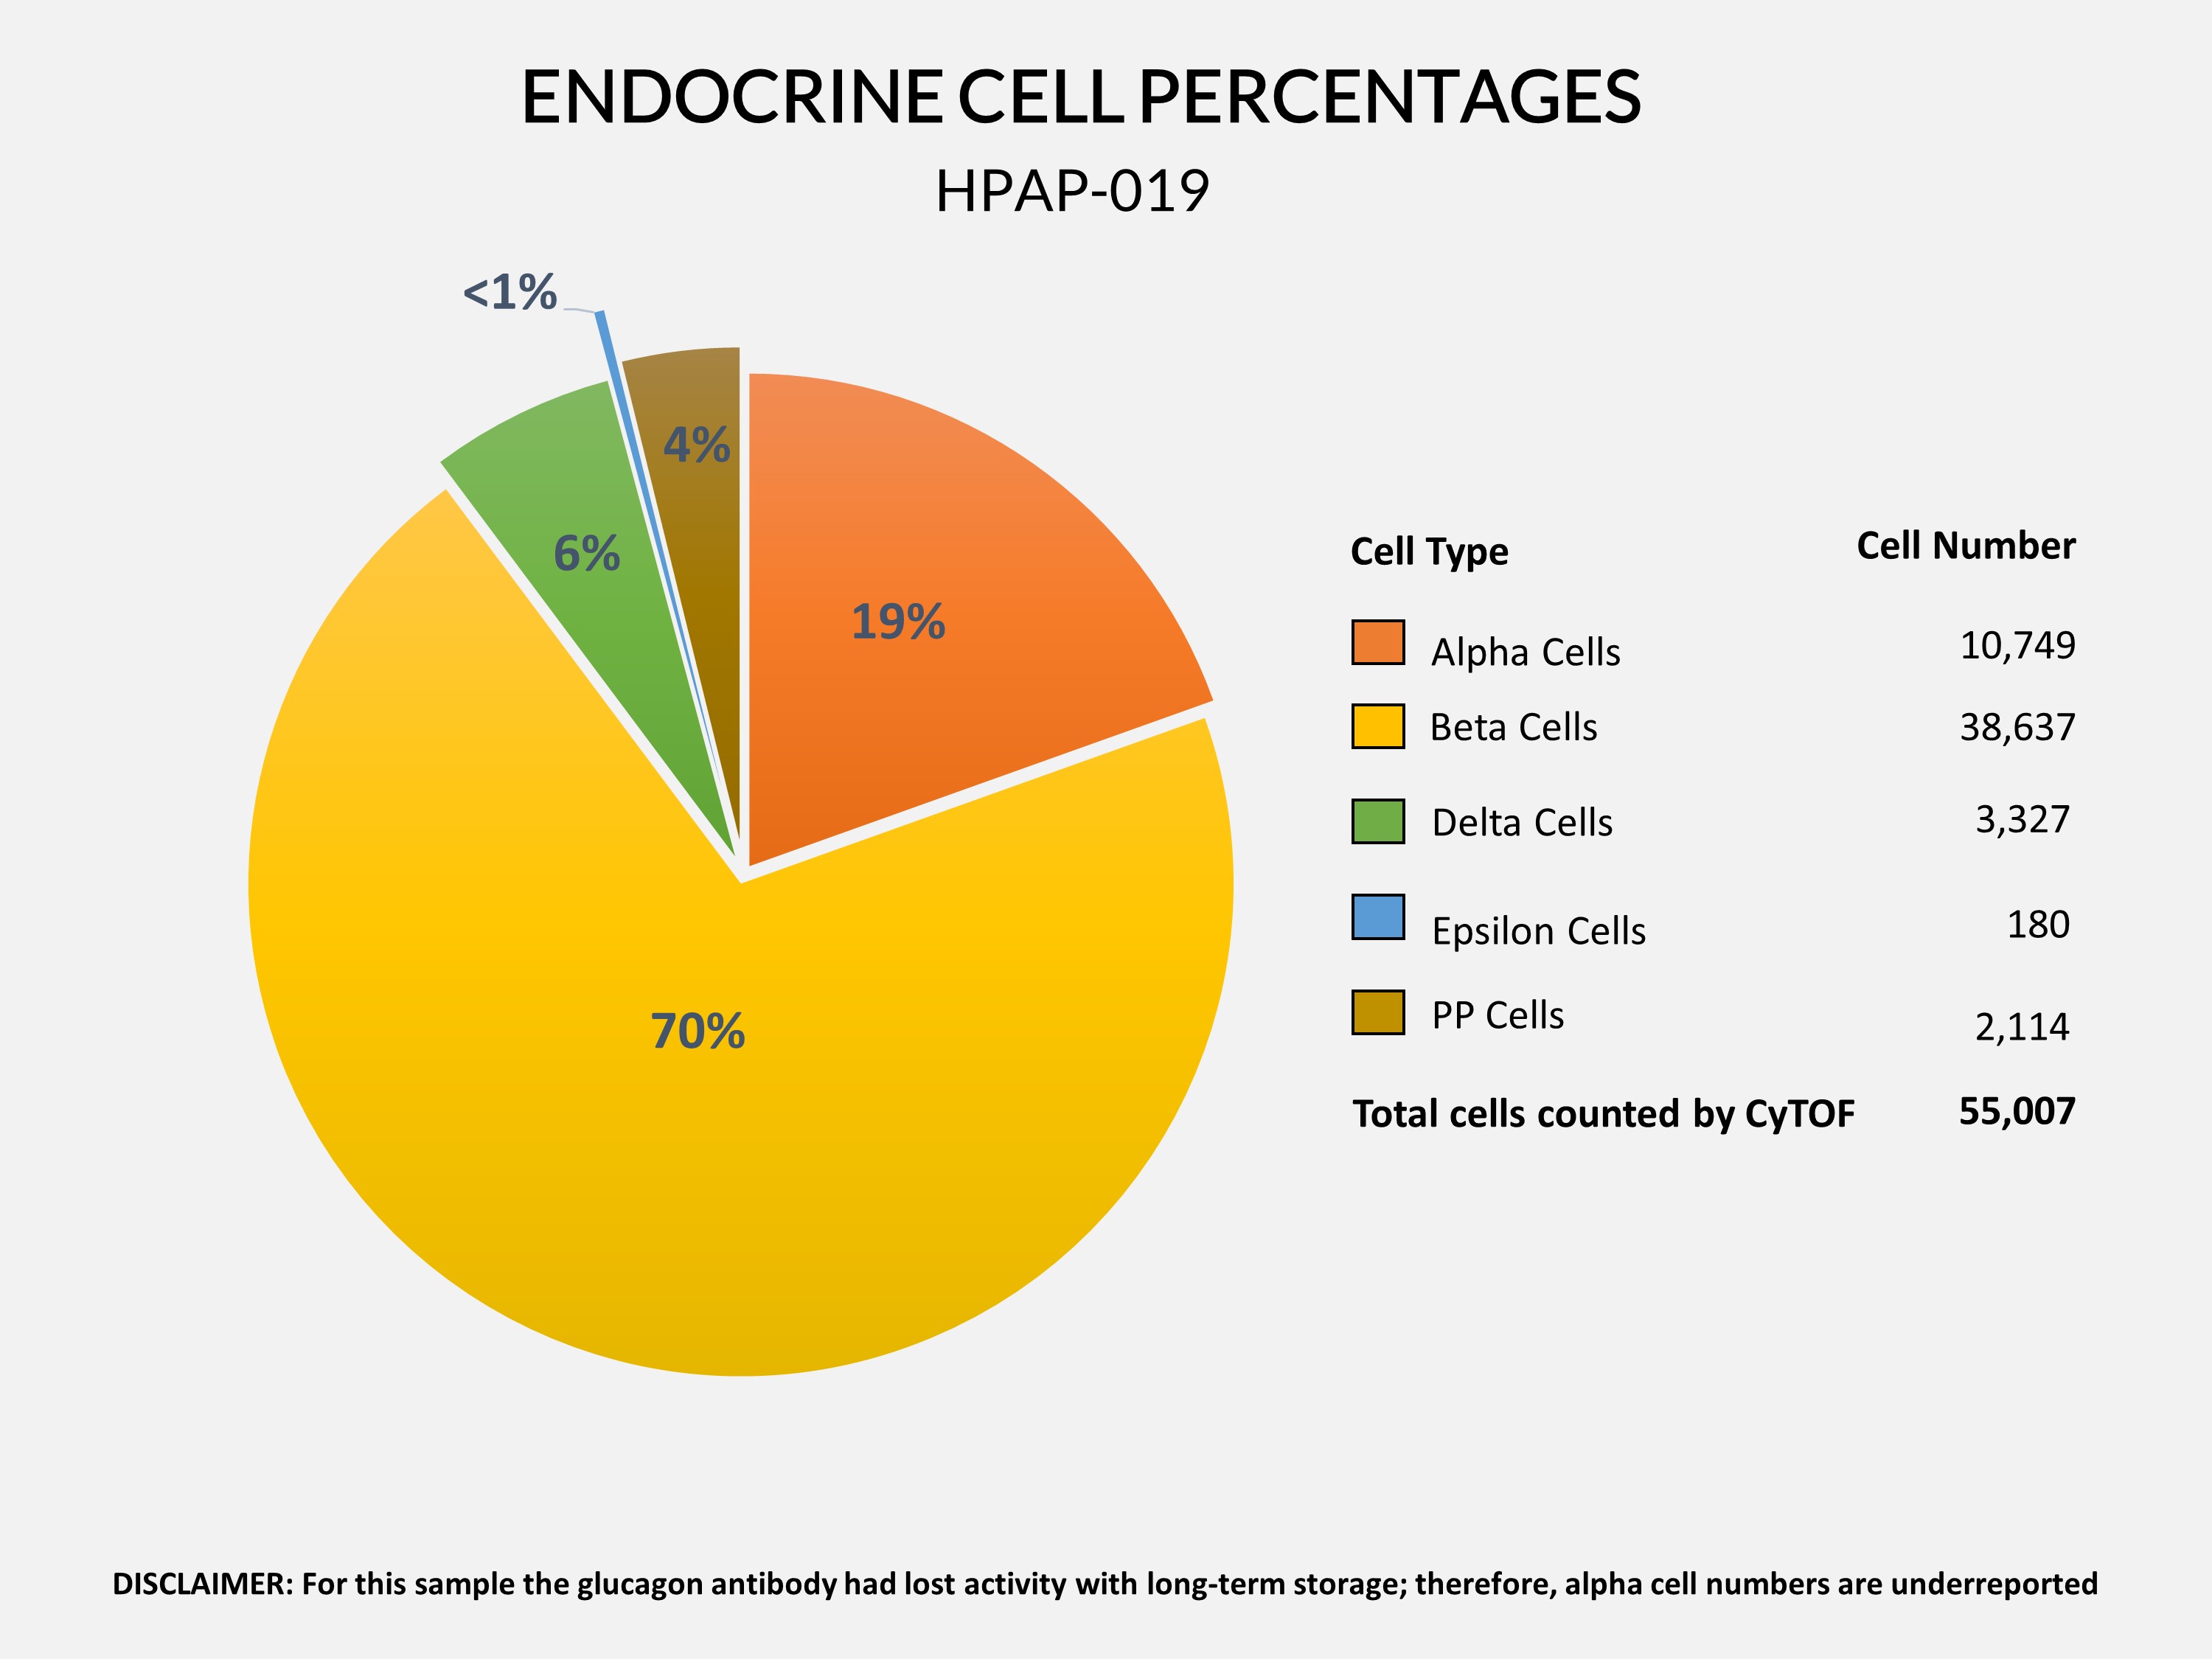 ENDOCRINE CELL PERCENTAGES
HPAP-019
<1%
4%
6%
19%
70%
Cell Type Cell Number
Alpha Cells 10,749
Beta Cells 38,637
Delta Cells 3,327
Epsilon Cells 180
PP Cells 2,114
Total cells counted by CyTOF 55,007
DISCLAIMER: For this sample the glucagon antibody had lost activity with long-term storage; therefore, alpha cell numbers are underreported